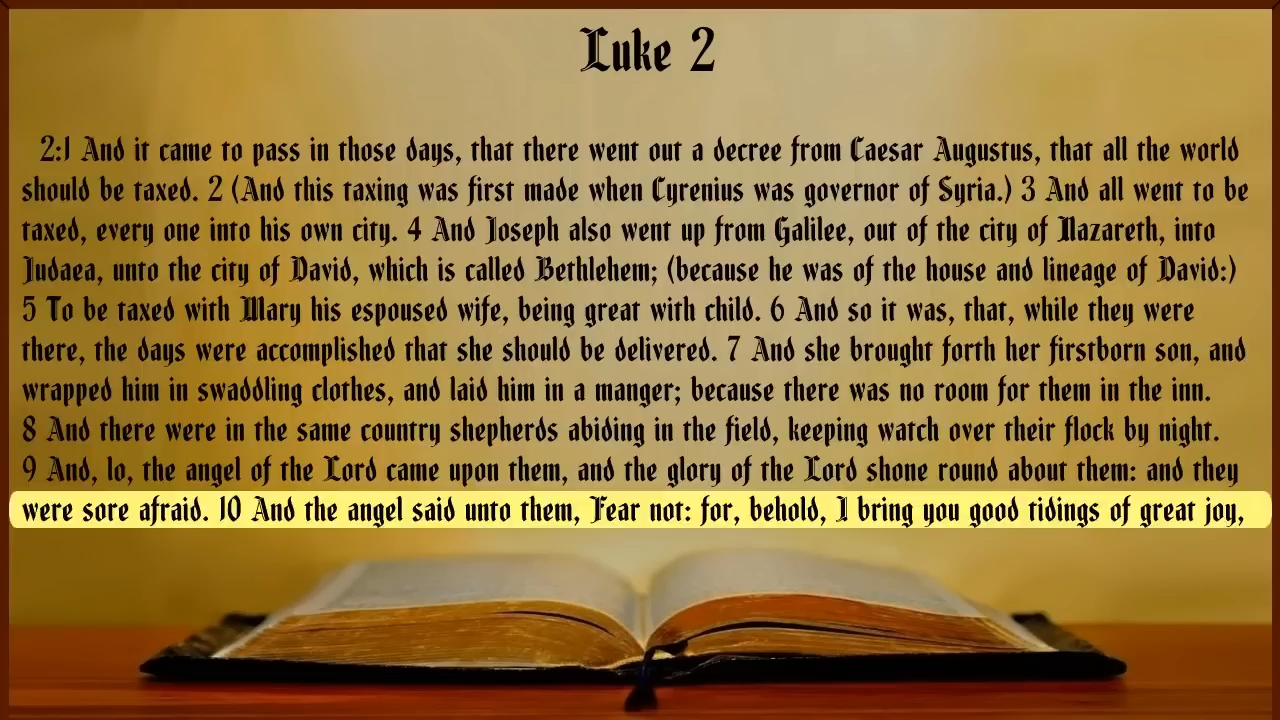 Luke 2
2:1 And it came to pass in those days, that there went out a decree from Caesar Augustus, that all the world
should be taxed. 2 (And this taxing was first made when Cyrenius was governor of Syria.) 3 And all went to be
taxed, every one into his own city. 4 And Joseph also went up from Galilee, out of the city of Nazareth, into
Judaea, unto the city of David, which is called Bethlehem; (because he was of the house and lineage of David:)
5 To be taxed with Mary his espoused wife, being great with child. 6 And so it was, that, while they were
there, the days were accomplished that she should be delivered. 7 And she brought forth her firstborn son, and
wrapped him in swaddling clothes, and laid him in a manger; because there was no room for them in the inn.
8 And there were in the same country shepherds abiding in the field, keeping watch over their flock by night.
9 And, lo, the angel of the Lord came upon them, and the glory of the Lord shone round about them: and they
were sore afraid. 10 And the angel said unto them, Fear not: for, behold, I bring you good tidings of great joy,